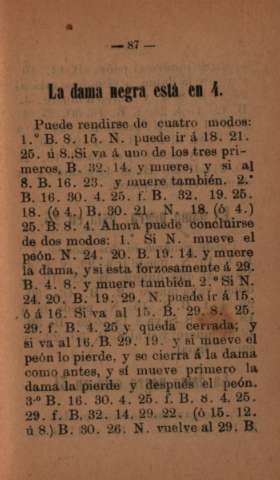 — 87 —
La dama negra está en 4.
Puede rendirse de cuatro modos:
1.º B. 8. 15. N. puede ir á 18. 21.
25. ú 8. Si va á uno de los tres pri-
meros, B. 32. 14. y muere, y si al
8. B. 16. 23. y muere también. 2.º
B. 16. 30. 4. 25. f. B. 32. 19. 25.
18. (ó 4.) B. 30. 21. N. 18. (ó 4.)
25. B. 8. 4. Ahora puede concluirse
de dos modos: 1.º Si N. mueve el
peón. N. 24. 20. B. 19. 14. y muere
la dama, y si esta forzosamente á 29.
B. 4. 8. y muere también. 2.º Si N.
24. 20. B. 19. 29. N. puede ir á 15.
ó á 16. Si va al 15. B. 29. 8. 25.
29. f. B. 4. 25 y queda cerrada; y
si va al 16. B. 29. 19. y si mueve el
peón lo pierde, y se cierra á la dama
como antes, y sí mueve primero la
dama la pierde y después el peón.
3.º B. 16. 30. 4. 25. f. B. 8. 4. 25.
29. f. B. 32. 14. 29. 22. (ó 15. 12.
ú 8.) B. 30. 26. N. vuelve al 29. B.